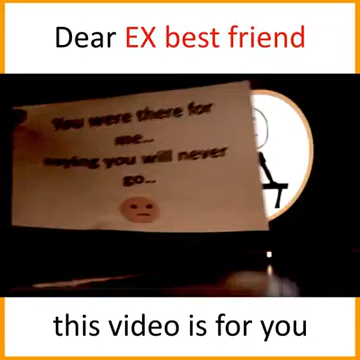 Dear EX best friend
You were there for
me...
saying you will never
go..
this video is for you